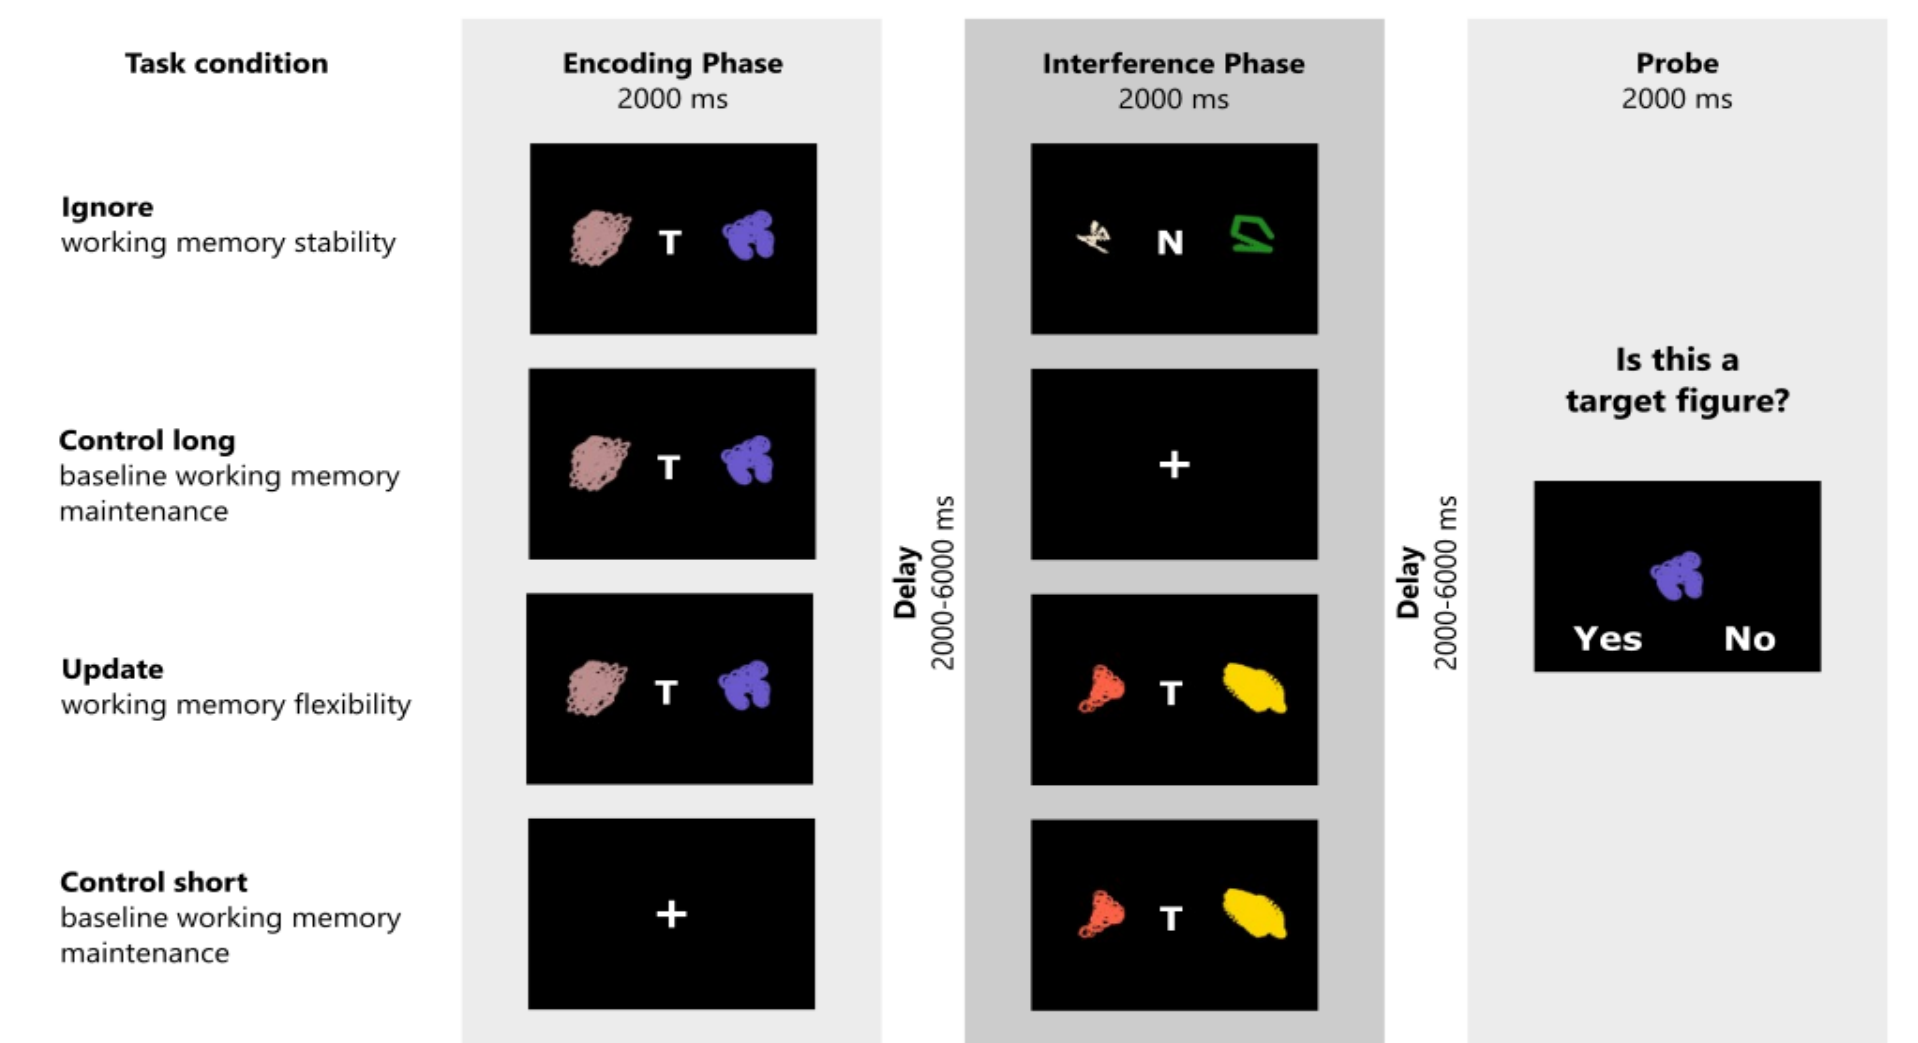 Task condition
Encoding Phase
2000 ms
Interference Phase
2000 ms
Probe
2000 ms
Ignore
working memory stability
T
N
Control long
baseline working memory
maintenance
T
+
Update
working memory flexibility
T
T
Control short
baseline working memory
maintenance
+
T
Delay
2000-6000 ms
Delay
2000-6000 ms
Is this a
target figure?
Yes No